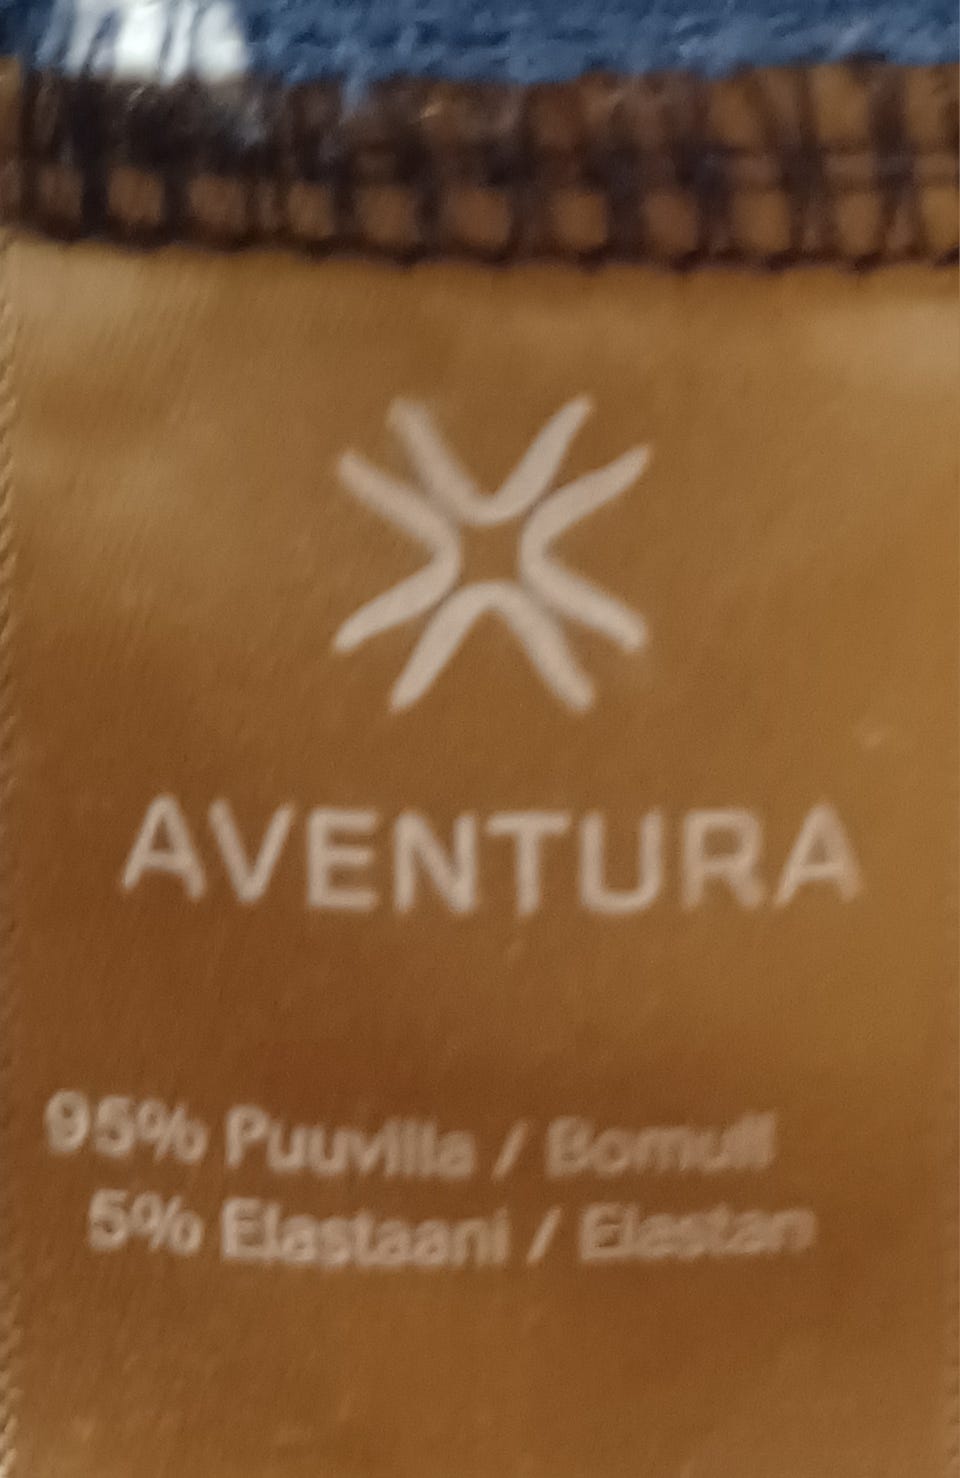 AVENTURA
95% Puuvilla / Bomull
5% Elastaani / Elastan